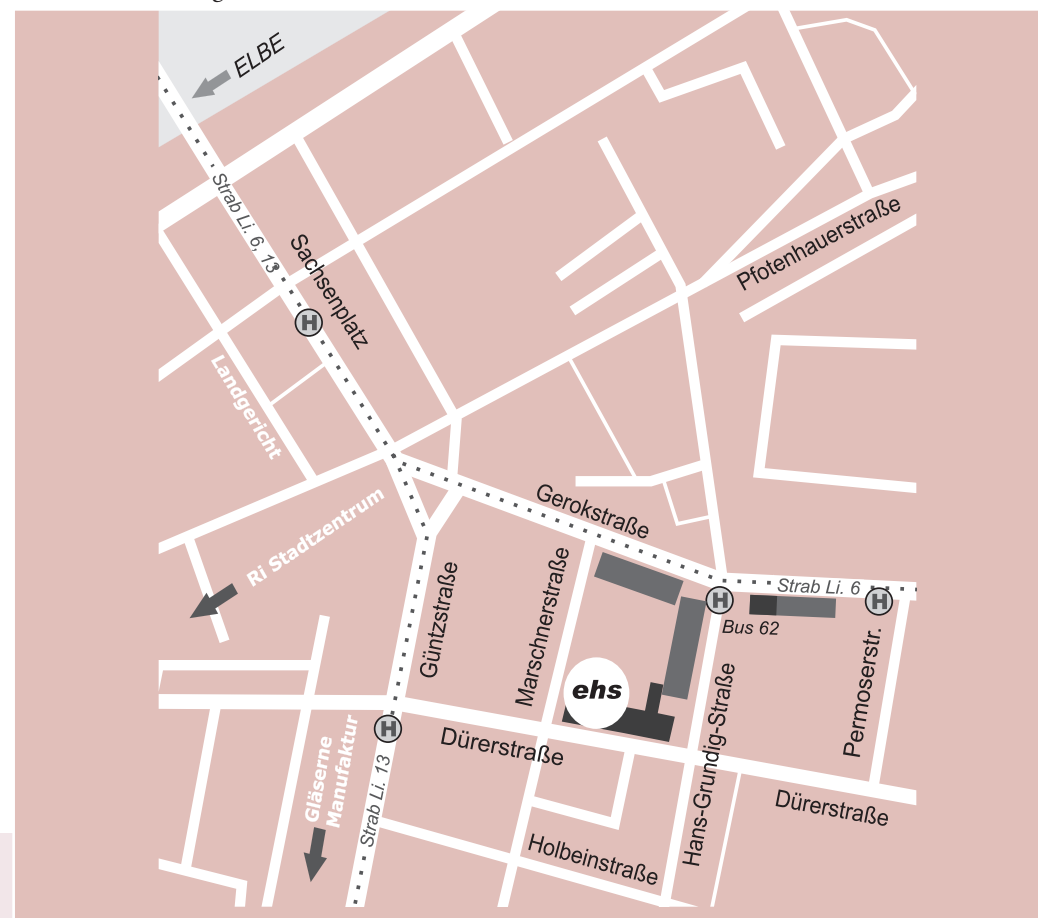 ELBE
Strab Li. 6, 13
Sachsenplatz
H
Pfotenhauerstraße
Landgericht
Ri Stadtzentrum
Gerokstraße
Strab Li. 6
H
H
Bus 62
Güntzstraße
Marschnerstraße
ehs
Hans-Grundig-Straße
Permoserstr.
H
Dürerstraße
Gläserne
Manufaktur
Strab Li. 13
Dürerstraße
Holbeinstraße